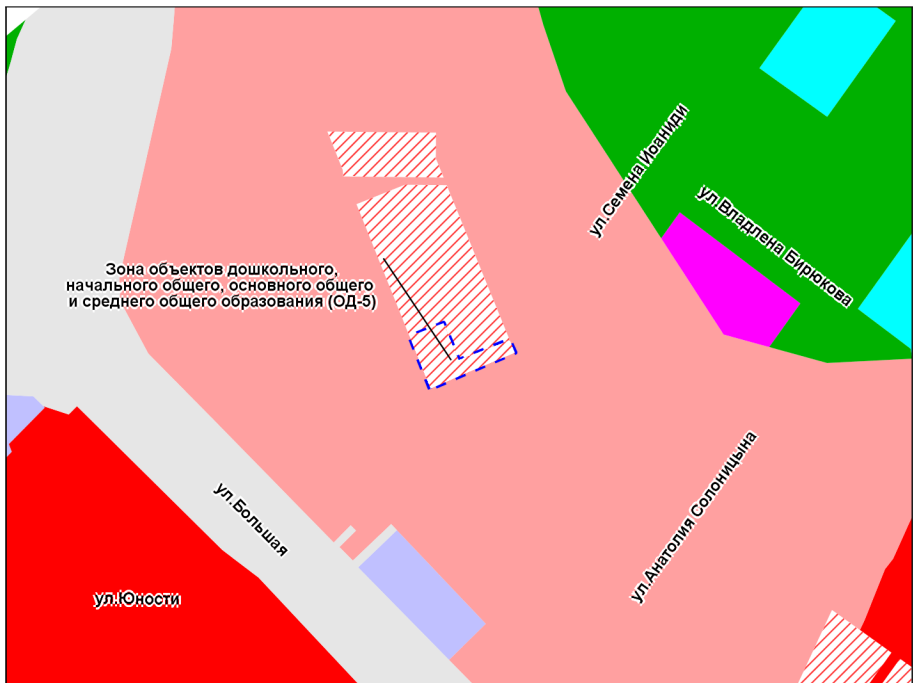 ул.Семена Иоаниди
ул.Владлена Бирюкова
Зона объектов дошкольного,
начального общего, основного общего
и среднего общего образования (ОД-5)
ул.Большая
ул.Анатолия Солоницына
ул.Юности